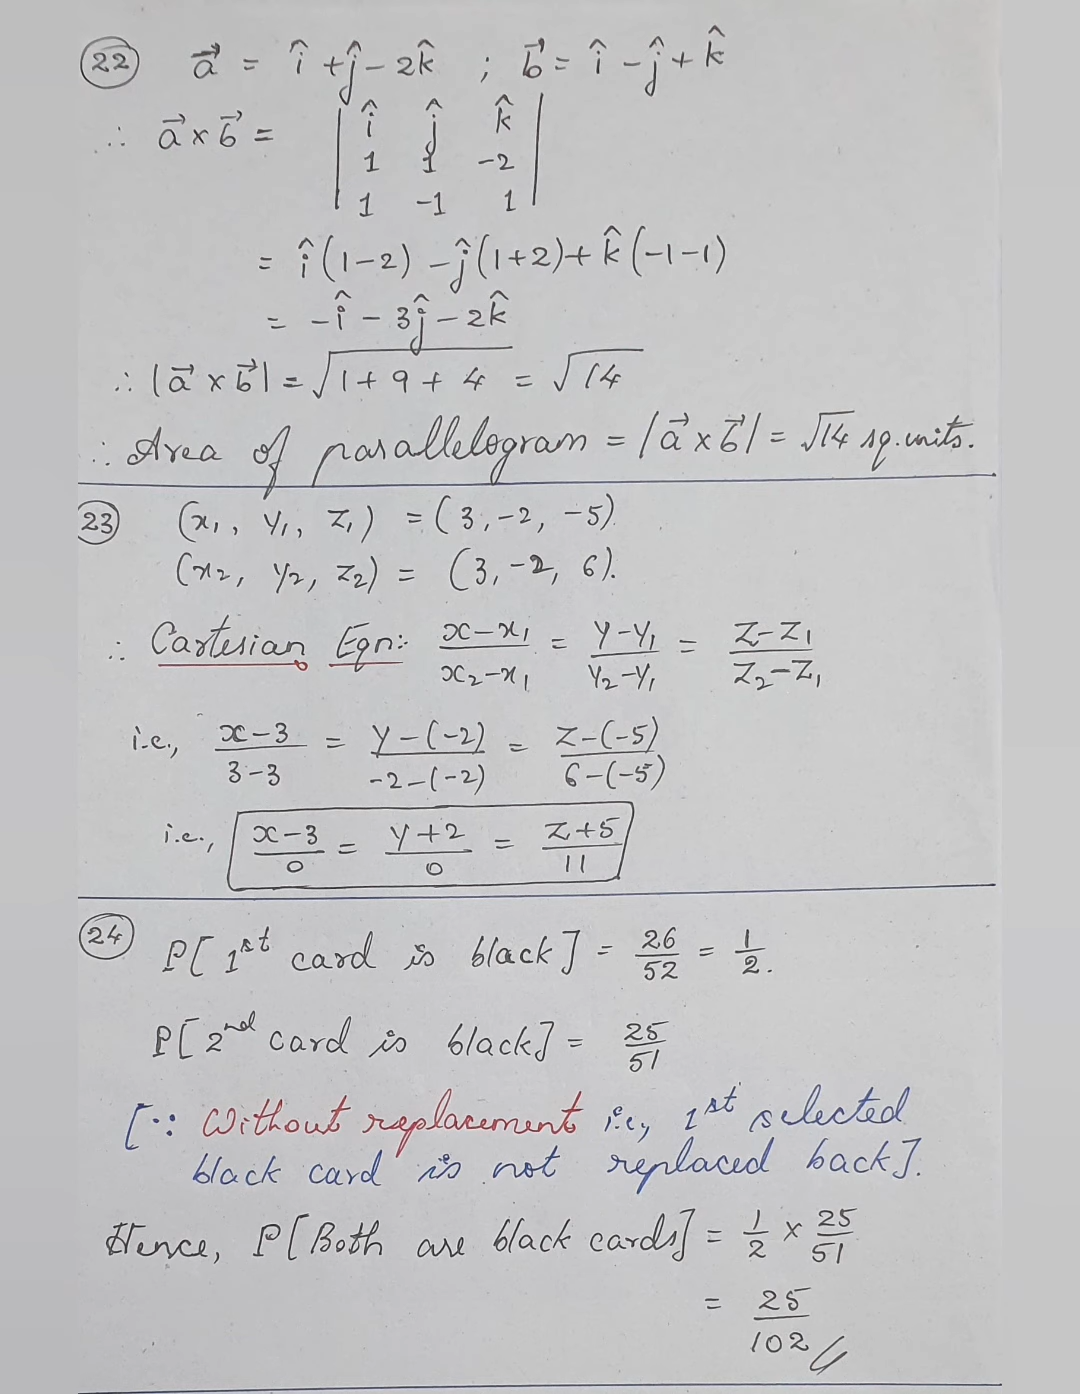 22 a⃗ = î + ĵ - 2k̂ ; b⃗ = î - ĵ + k̂
∴ a⃗ × b⃗ = | î ĵ k̂ |
| 1 1 -2 |
| 1 -1 1 |
= î(1-2) - ĵ(1+2) + k̂(-1-1)
= -î - 3ĵ - 2k̂
∴ |a⃗ × b⃗| = √(1 + 9 + 4) = √14
∴ Area of parallelogram = |a⃗ × b⃗| = √14 sq.units.
23 (x₁, y₁, z₁) = (3, -2, -5).
(x₂, y₂, z₂) = (3, -2, 6).
∴ Cartesian Eqn: (x-x₁)/(x₂-x₁) = (y-y₁)/(y₂-y₁) = (z-z₁)/(z₂-z₁)
i.e., (x-3)/(3-3) = (y-(-2))/(-2-(-2)) = (z-(-5))/(6-(-5))
i.e., (x-3)/0 = (y+2)/0 = (z+5)/11
24 P[1st card is black] = 26/52 = 1/2.
P[2nd card is black] = 25/51
[∵ Without replacement i.e, 1st selected
black card is not replaced back].
Hence, P[Both are black cards] = 1/2 × 25/51
= 25/102